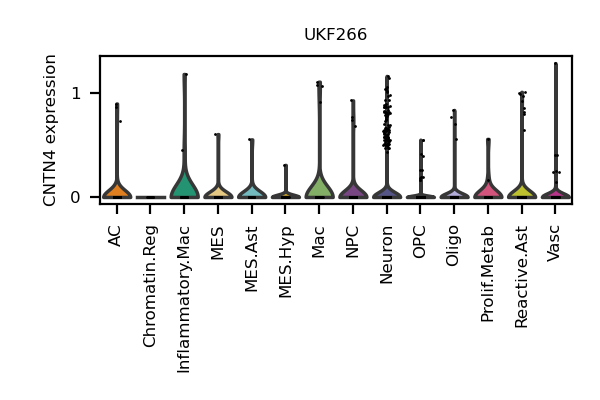 UKF266
CNTN4 expression
1
0
AC
Chromatin.Reg
Inflammatory.Mac
MES
MES.Ast
MES.Hyp
Mac
NPC
Neuron
OPC
Oligo
Prolif.Metab
Reactive.Ast
Vasc